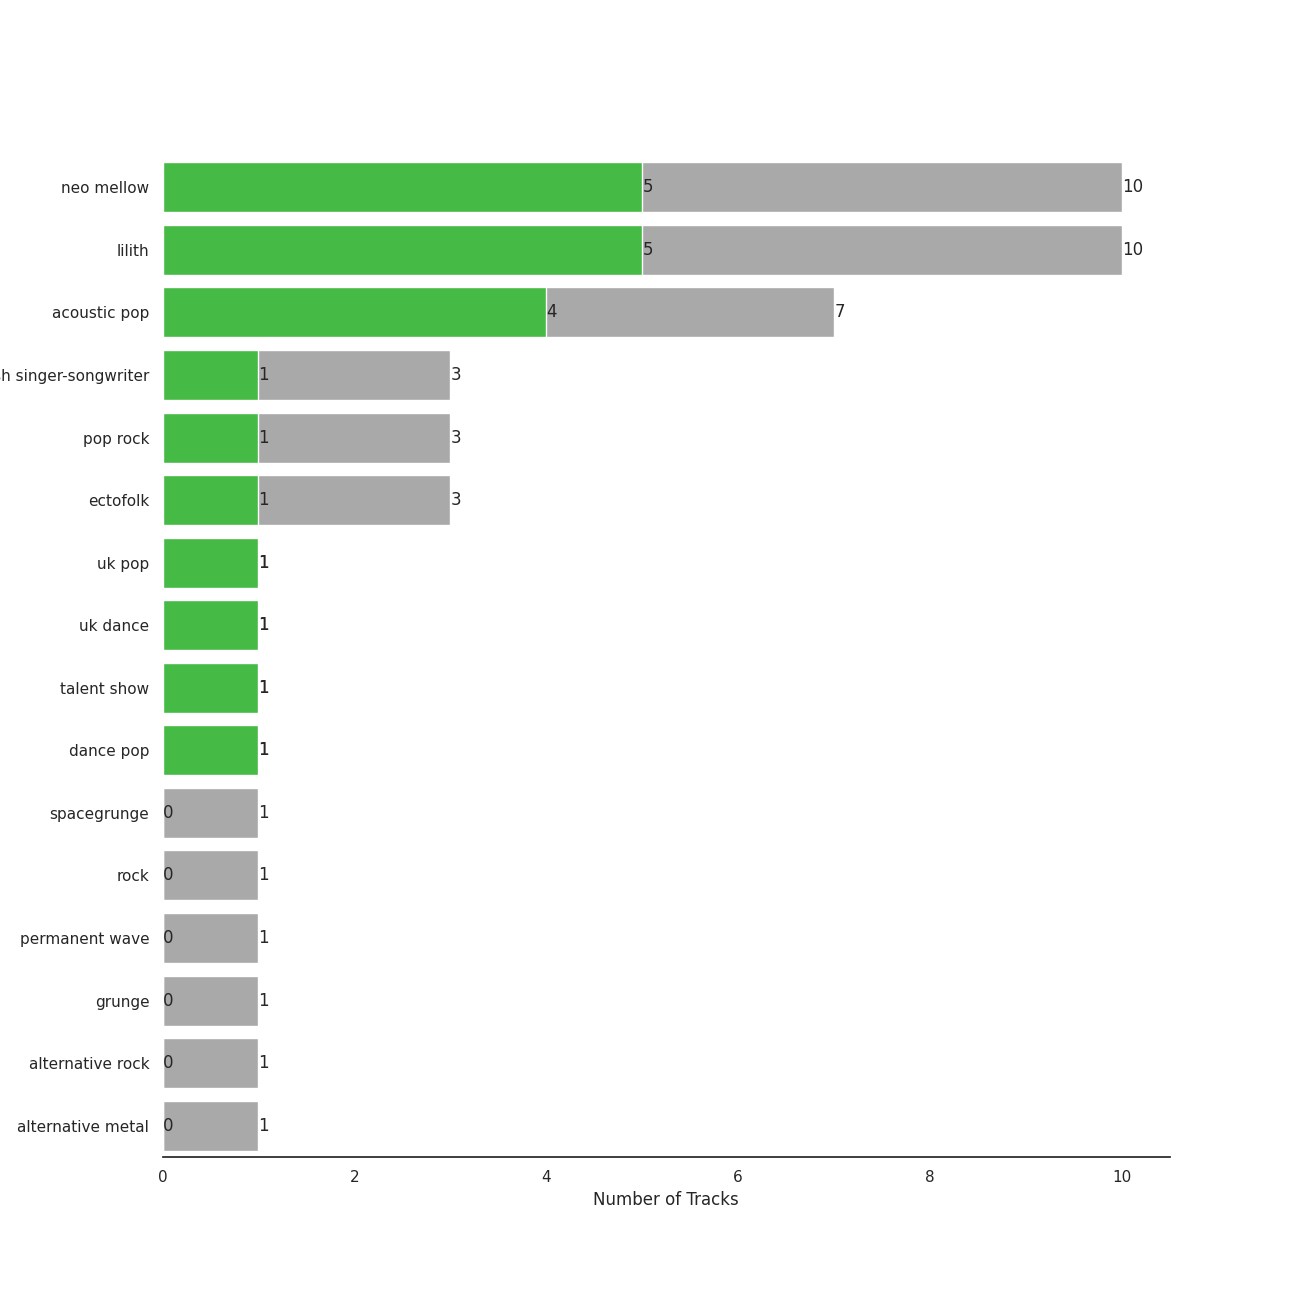 neo mellow 5 10
lilith 5 10
acoustic pop 4 7
h singer-songwriter 1 3
pop rock 1 3
ectofolk 1 3
uk pop 1
uk dance 1
talent show 1
dance pop 1
spacegrunge 0 1
rock 0 1
permanent wave 0 1
grunge 0 1
alternative rock 0 1
alternative metal 0 1
0 2 4 6 8 10
Number of Tracks